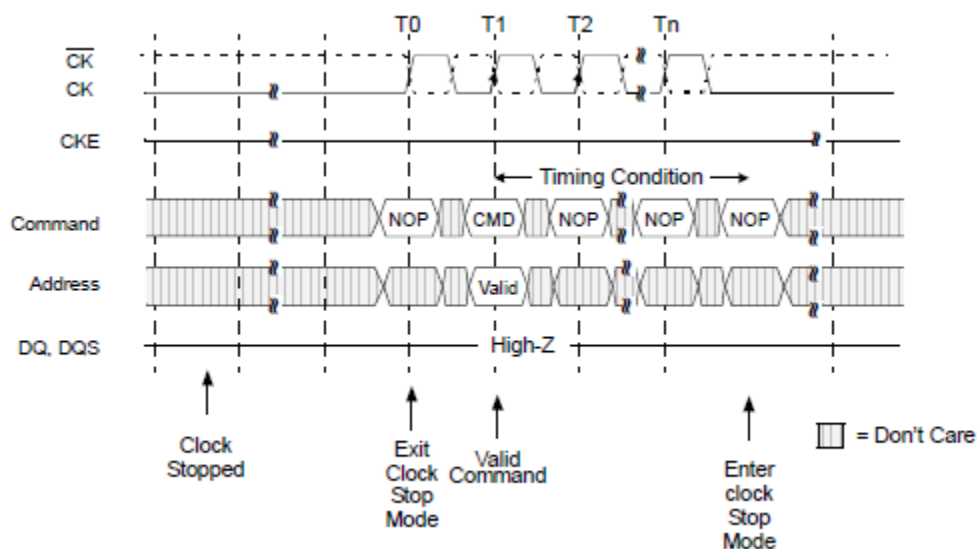 T0 T1 T2 Tn
CK
CK
CKE
Timing Condition
Command NOP CMD NOP NOP NOP
Address Valid
DQ, DQS High-Z
Clock
Stopped
Exit
Clock
Stop
Mode
Valid
Command
Enter
clock
Stop
Mode
= Don't Care